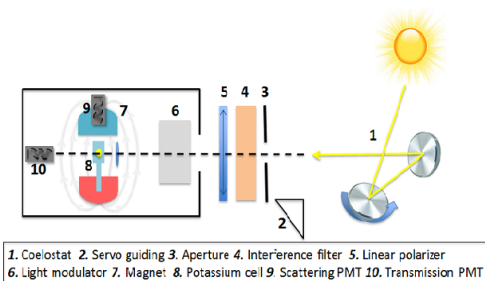 5 4 3
9 7 6
1
8
10
2
1. Coelostat 2. Servo guiding 3. Aperture 4. Interference filter 5. Linear polarizer
6. Light modulator 7. Magnet 8. Potassium cell 9. Scattering PMT 10. Transmission PMT